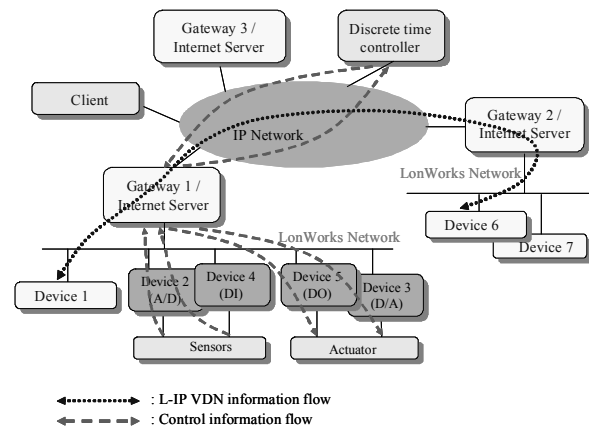 Gateway 3 /
Internet Server
Discrete time
controller
Client
Gateway 2 /
Internet Server
IP Network
LonWorks Network
Gateway 1 /
Internet Server
Device 6
Device 7
LonWorks Network
Device 1
Device 2
(A/D)
Device 4
(DI)
Device 5
(DO)
Device 3
(D/A)
Sensors
Actuator
: L-IP VDN information flow
: Control information flow